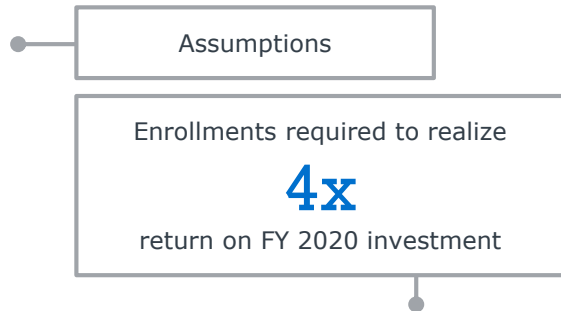 Assumptions
Enrollments required to realize
4x
return on FY 2020 investment